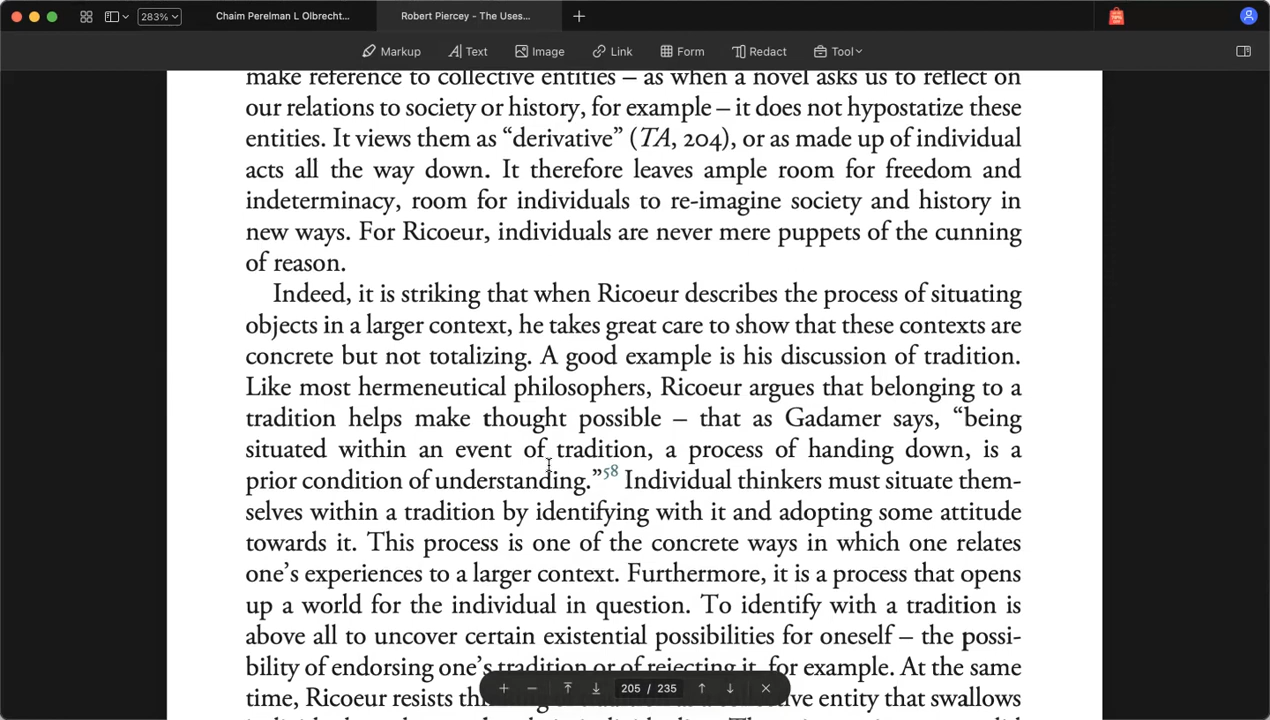 283%
Chaim Perelman L Olbrecht...
Robert Piercey - The Uses...
Markup
Text
Image
Link
Form
Redact
Tool
make reference to collective entities – as when a novel asks us to reflect on
our relations to society or history, for example – it does not hypostatize these
entities. It views them as “derivative” (TA, 204), or as made up of individual
acts all the way down. It therefore leaves ample room for freedom and
indeterminacy, room for individuals to re-imagine society and history in
new ways. For Ricoeur, individuals are never mere puppets of the cunning
of reason.
Indeed, it is striking that when Ricoeur describes the process of situating
objects in a larger context, he takes great care to show that these contexts are
concrete but not totalizing. A good example is his discussion of tradition.
Like most hermeneutical philosophers, Ricoeur argues that belonging to a
tradition helps make thought possible – that as Gadamer says, “being
situated within an event of tradition, a process of handing down, is a
prior condition of understanding.”58 Individual thinkers must situate them-
selves within a tradition by identifying with it and adopting some attitude
towards it. This process is one of the concrete ways in which one relates
one’s experiences to a larger context. Furthermore, it is a process that opens
up a world for the individual in question. To identify with a tradition is
above all to uncover certain existential possibilities for oneself – the possi-
bility of endorsing one’s tradition or of rejecting it, for example. At the same
time, Ricoeur resists entity that swallows
205 / 235